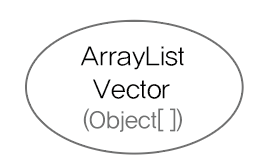 ArrayList
Vector
(Object[ ])